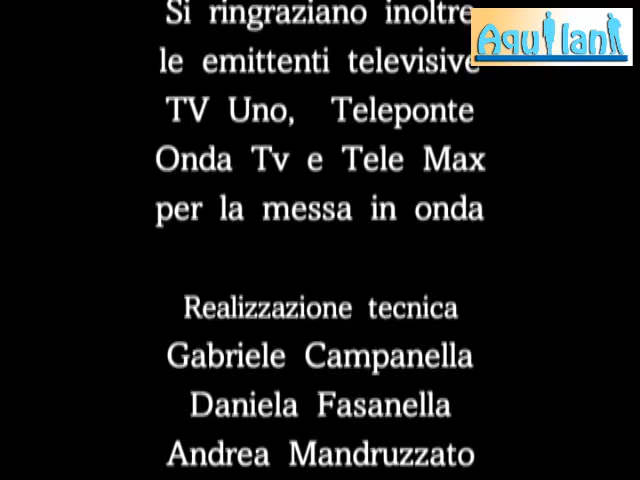 Si ringraziano inoltre
le emittenti televisive
TV Uno, Teleponte
Onda Tv e Tele Max
per la messa in onda
Realizzazione tecnica
Gabriele Campanella
Daniela Fasanella
Andrea Mandruzzato
Aquilani